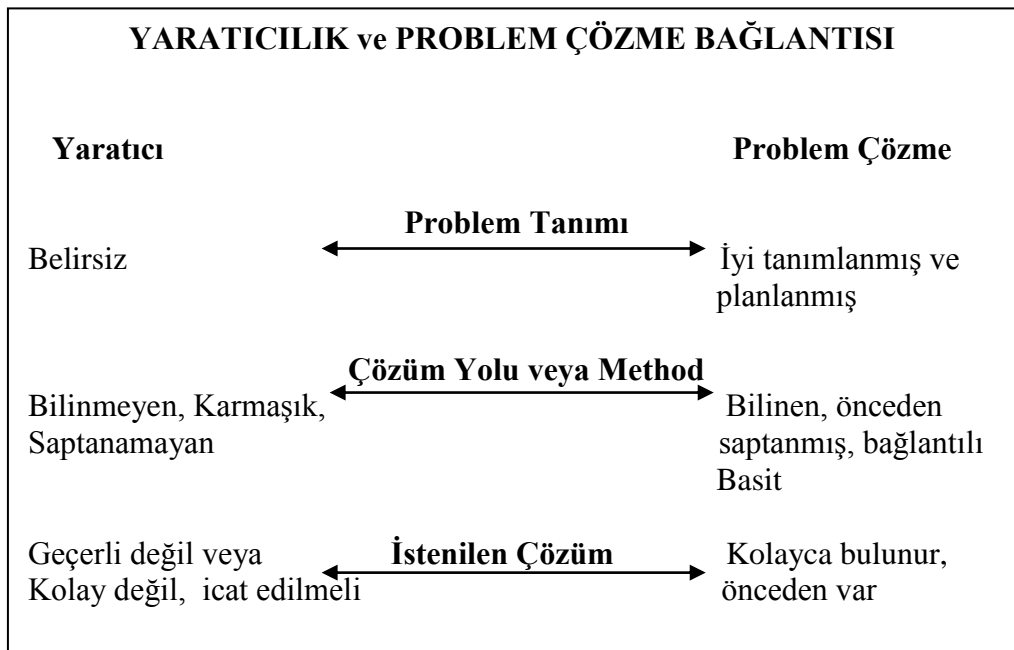 YARATICILIK ve PROBLEM ÇÖZME BAĞLANTISI
Yaratıcı
Problem Çözme
Problem Tanımı
Belirsiz
İyi tanımlanmış ve
planlanmış
Çözüm Yolu veya Method
Bilinmeyen, Karmaşık,
Saptanamayan
Bilinen, önceden
saptanmış, bağlantılı
Basit
Geçerli değil veya
Kolay değil, icat edilmeli
İstenilen Çözüm
Kolayca bulunur,
önceden var